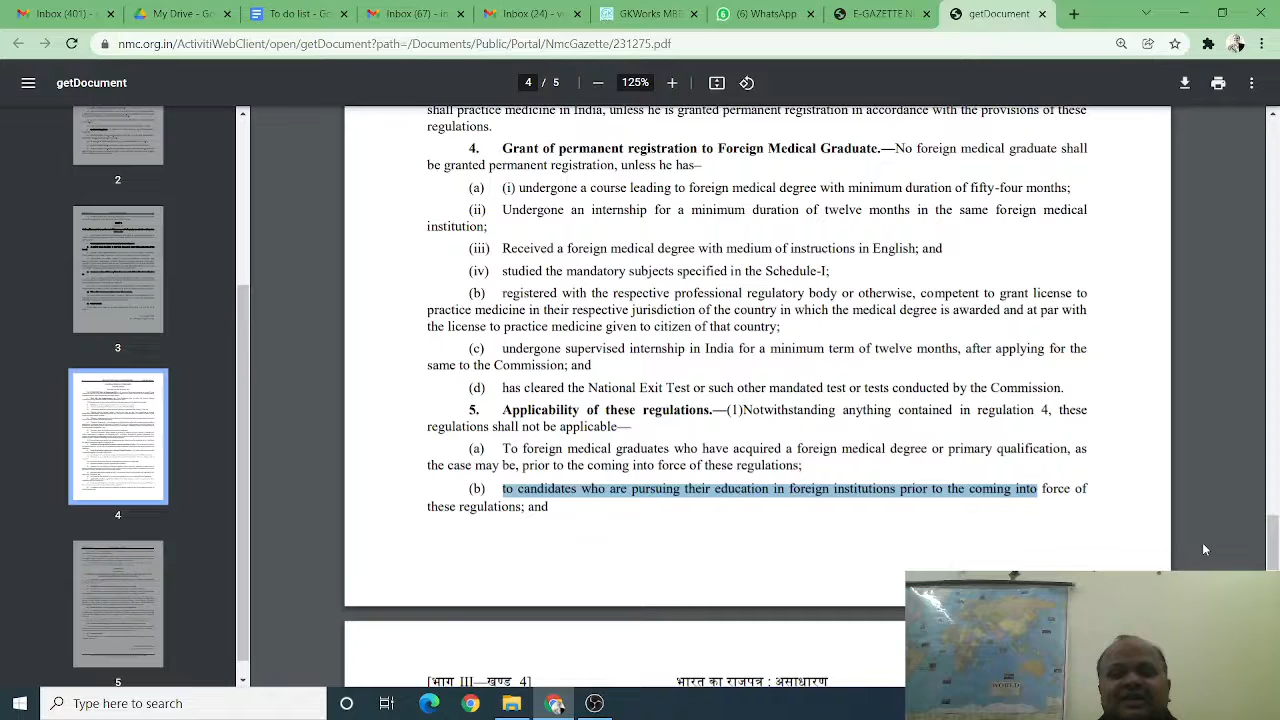 Inbox (401) -
My Drive - G
To do list - Go
Inbox (67) - in
Inbox (24) - v
GKWorks MBB
(6) WhatsApp
E-GAZETTE.N
getDocument
nmc.org.in/ActivitiWebClient/open/getDocument?path=/Documents/Public/Portal/NmcGazette/231275.pdf
getDocument
4 / 5
125%
shall practice medicine in India, unless he is granted permanent registration in accordance with the provisions of these
regulations.
4. Grant of permanent registration to Foreign Medical Graduate.—No foreign medical graduate shall
be granted permanent registration, unless he has–
(a) (i) undergone a course leading to foreign medical degree with minimum duration of fifty-four months;
(ii) Undergone an internship for a minimum duration of twelve months in the same foreign medical
institution;
(iii) a foreign medical degree with medium of instructions in English; and
(iv) studied the mandatory subjects specified in the Schedule-I;
(b) registered with the respective professional regulatory body or otherwise, competent to grant license to
practice medicine in their respective jurisdiction of the country in which the medical degree is awarded and at par with
the license to practice medicine given to citizen of that country;
(c) undergone supervised internship in India for a minimum term of twelve months, after applying for the
same to the Commission; and
(d) has the National Exit Test or such other mandated test or tests conducted by the Commission.
5. of these regulations.—(1)Notwithstanding anything contained in regulation 4, these
regulations shall not be applicable—
(a) To foreign medical graduates who have acquired a foreign medical degree or primary qualification, as
the case may be prior to the coming into force of these regulations;
(b) to candidates who are pursuing their education in foreign institutions prior to the coming into force of
these regulations; and
[भाग III—खण्ड 4] भारत का राजपत्र : असाधारण
2
3
4
5
WORLD
Type here to search